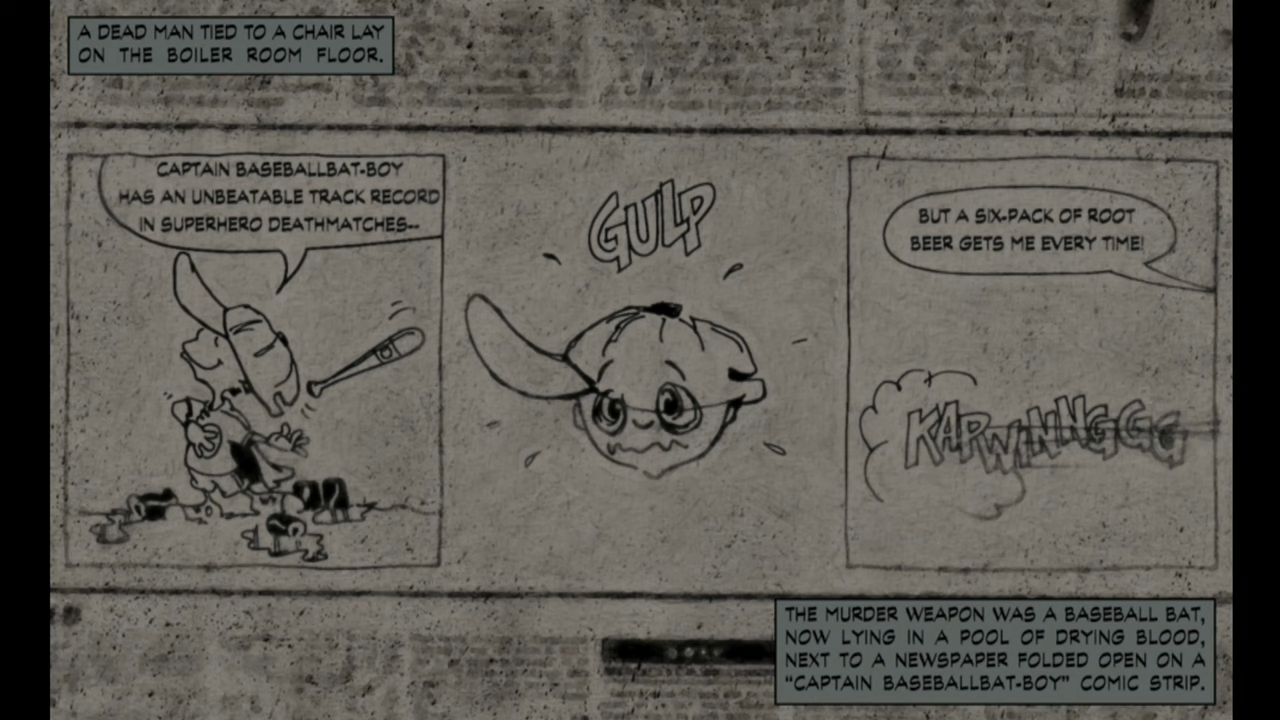 A DEAD MAN TIED TO A CHAIR LAY
ON THE BOILER ROOM FLOOR.
CAPTAIN BASEBALLBAT-BOY
HAS AN UNBEATABLE TRACK RECORD
IN SUPERHERO DEATHMATCHES--
GULP
BUT A SIX-PACK OF ROOT
BEER GETS ME EVERY TIME!
KAPWINNGGGG
THE MURDER WEAPON WAS A BASEBALL BAT,
NOW LYING IN A POOL OF DRYING BLOOD,
NEXT TO A NEWSPAPER FOLDED OPEN ON A
“CAPTAIN BASEBALLBAT-BOY” COMIC STRIP.